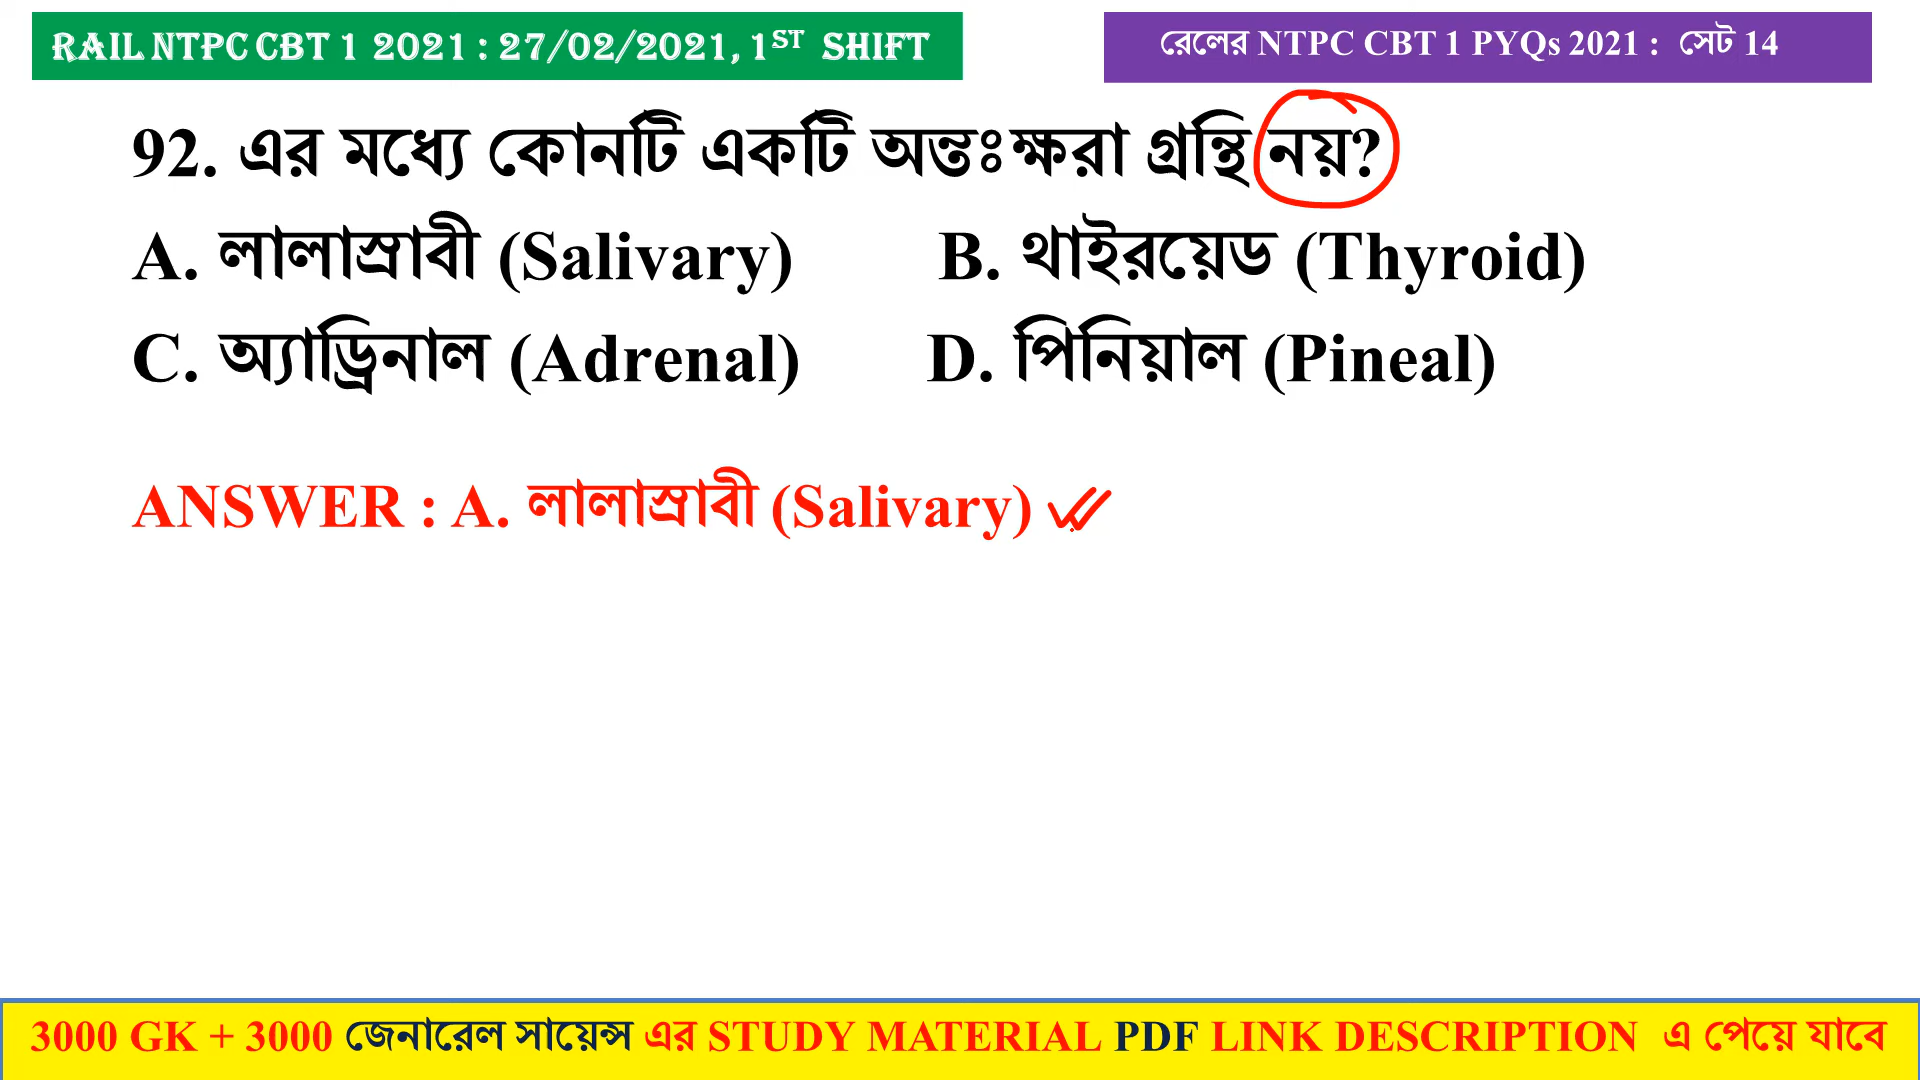 RAIL NTPC CBT 1 2021 : 27/02/2021, 1ST SHIFT
রেলের NTPC CBT 1 PYQs 2021 : সেট 14
92. এর মধ্যে কোনটি একটি অন্তঃক্ষরা গ্রন্থি নয়?
A. লালাস্রাবী (Salivary) B. থাইরয়েড (Thyroid)
C. অ্যাড্রিনাল (Adrenal) D. পিনিয়াল (Pineal)
ANSWER : A. লালাস্রাবী (Salivary)
3000 GK + 3000 জেনারেল সায়েন্স এর STUDY MATERIAL PDF LINK DESCRIPTION এ পেয়ে যাবে